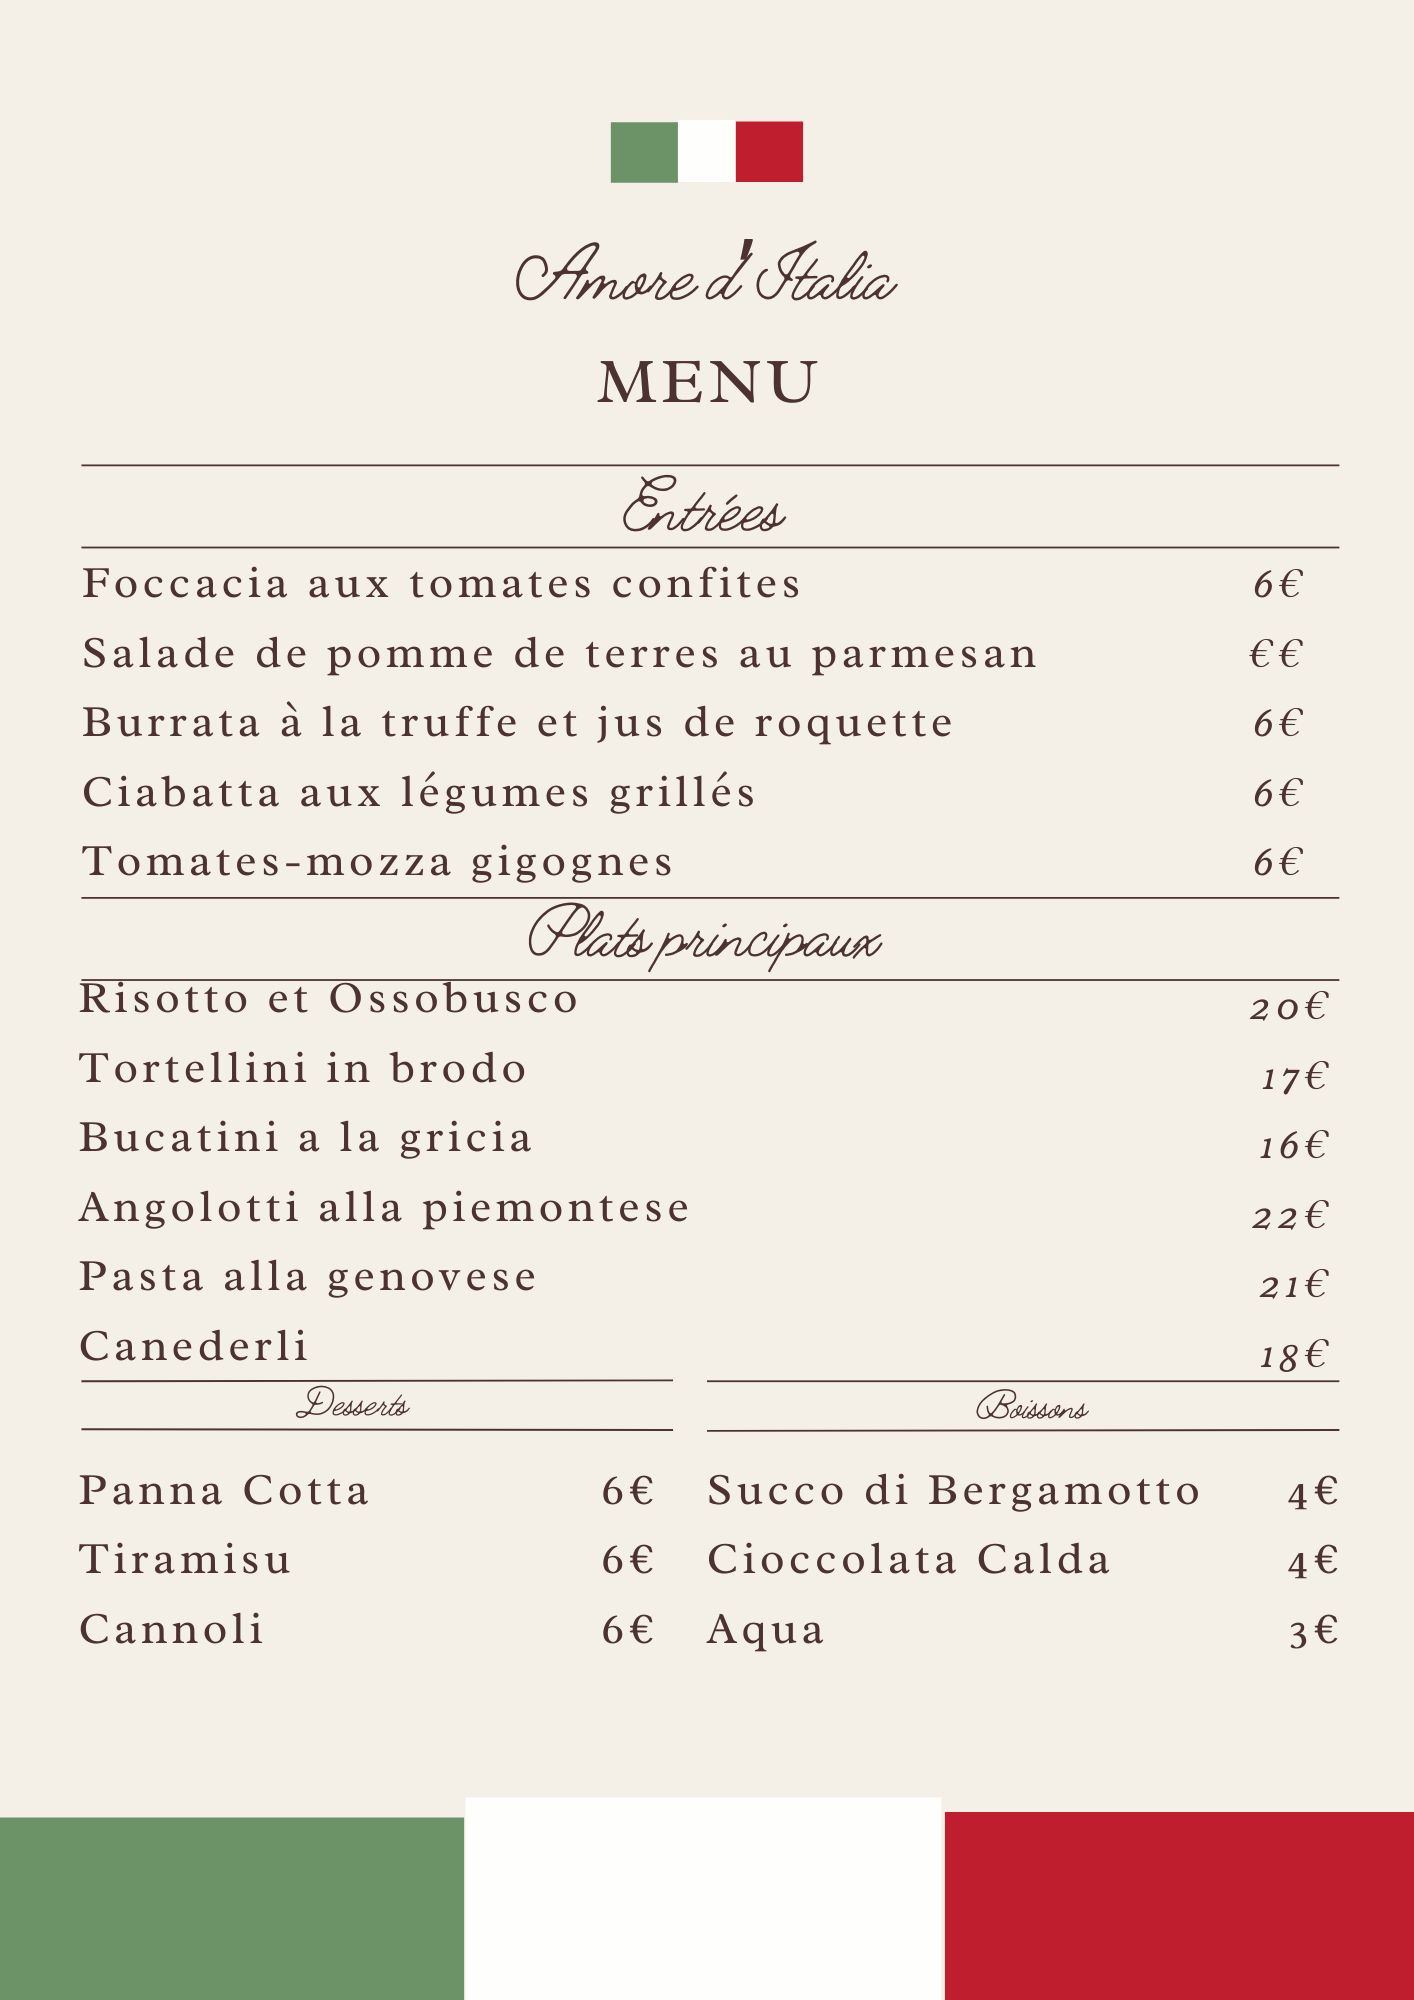 Amore d'Italia
MENU
Entrées
Foccacia aux tomates confites 6€
Salade de pomme de terres au parmesan €€
Burrata à la truffe et jus de roquette 6€
Ciabatta aux légumes grillés 6€
Tomates-mozza gigognes 6€
Plats principaux
Risotto et Ossobusco 20€
Tortellini in brodo 17€
Bucatini a la gricia 16€
Angolotti alla piemontese 22€
Pasta alla genovese 21€
Canederli 18€
Desserts
Panna Cotta 6€
Tiramisu 6€
Cannoli 6€
Boissons
Succo di Bergamotto 4€
Cioccolata Calda 4€
Aqua 3€